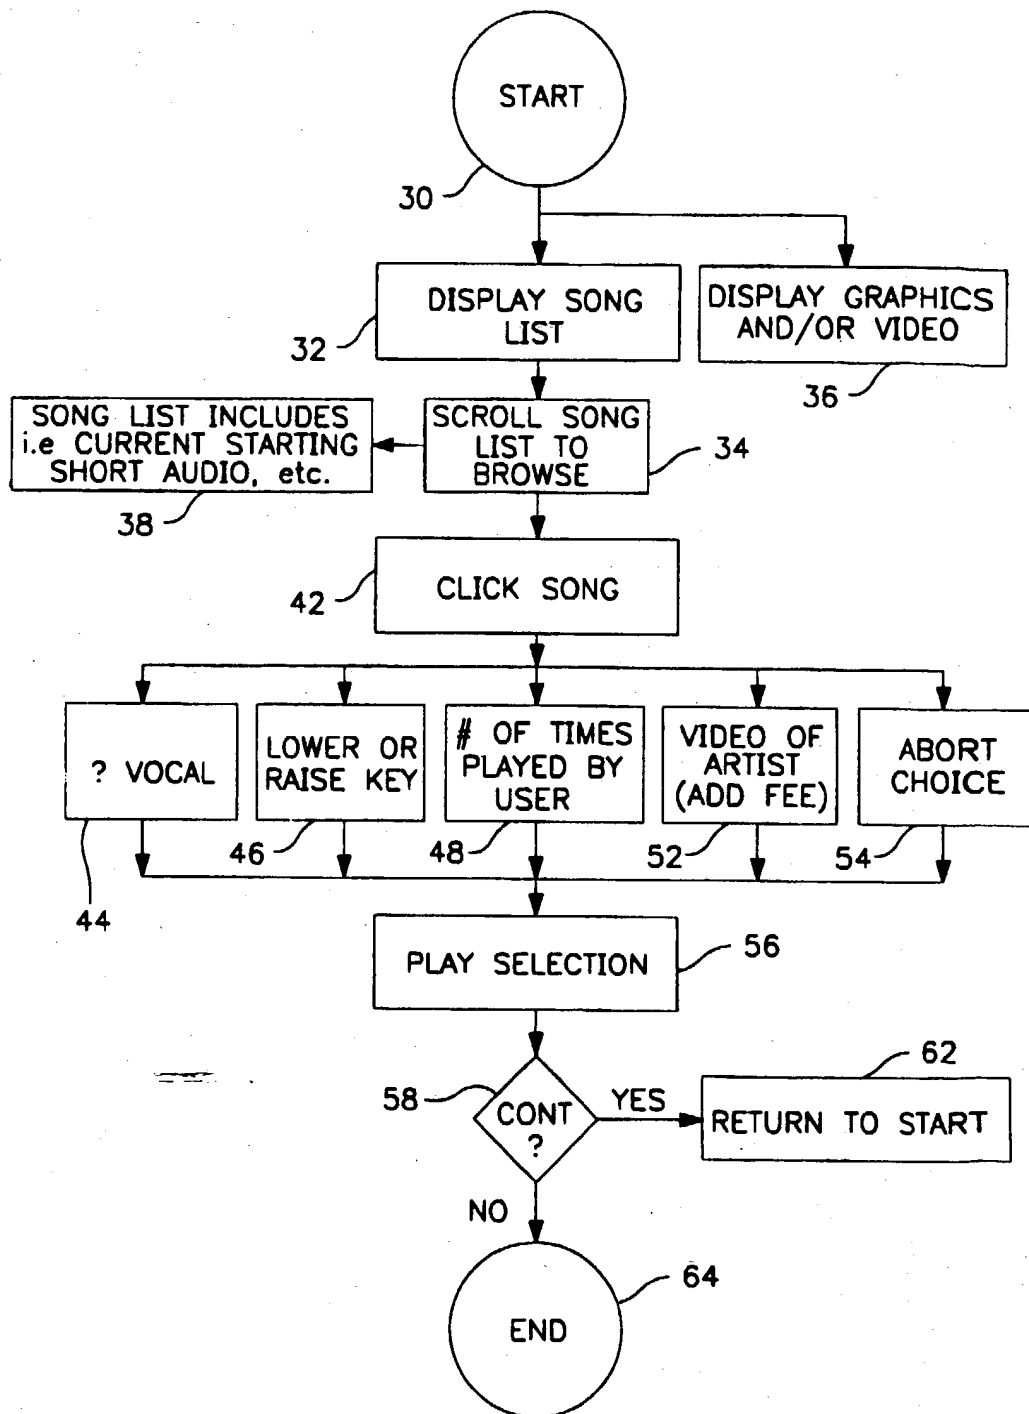 START
30
DISPLAY SONG
LIST
32
DISPLAY GRAPHICS
AND/OR VIDEO
36
SONG LIST INCLUDES
i.e CURRENT STARTING
SHORT AUDIO, etc.
38
SCROLL SONG
LIST TO
BROWSE
34
CLICK SONG
42
? VOCAL
44
LOWER OR
RAISE KEY
46
# OF TIMES
PLAYED BY
USER
48
VIDEO OF
ARTIST
(ADD FEE)
52
ABORT
CHOICE
54
PLAY SELECTION
56
CONT
?
58
YES
RETURN TO START
62
NO
END
64